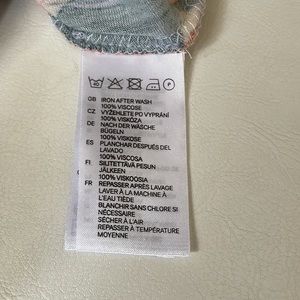 GB IRON AFTER WASH
100% VISCOSE
CZ VYŽEHLETE PO VYPRÁNÍ
100% VISKÓZA
DE NACH DER WÄSCHE
BÜGELN
100% VISKOSE
ES PLANCHAR DESPUÉS DEL
LAVADO
100% VISCOSA
FI SILITETTÄVÄ PESUN
JÄLKEEN
100% VISKOOSIA
FR REPASSER APRÈS LAVAGE
LAVER À LA MACHINE À
L'EAU TIÈDE
BLANCHIR SANS CHLORE SI
NÉCESSAIRE
SÉCHER À L'AIR
REPASSER À TEMPÉRATURE
MOYENNE